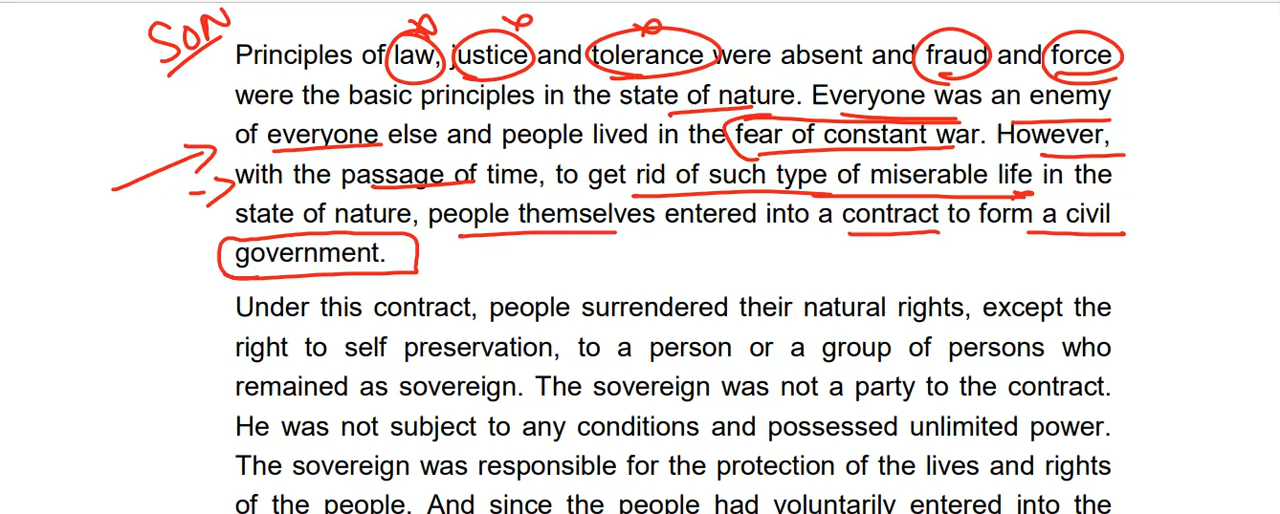 SON
Principles of law, justice and tolerance were absent and fraud and force
were the basic principles in the state of nature. Everyone was an enemy
of everyone else and people lived in the fear of constant war. However,
with the passage of time, to get rid of such type of miserable life in the
state of nature, people themselves entered into a contract to form a civil
government.
Under this contract, people surrendered their natural rights, except the
right to self preservation, to a person or a group of persons who
remained as sovereign. The sovereign was not a party to the contract.
He was not subject to any conditions and possessed unlimited power.
The sovereign was responsible for the protection of the lives and rights
of the people. And since the people had voluntarily entered into the